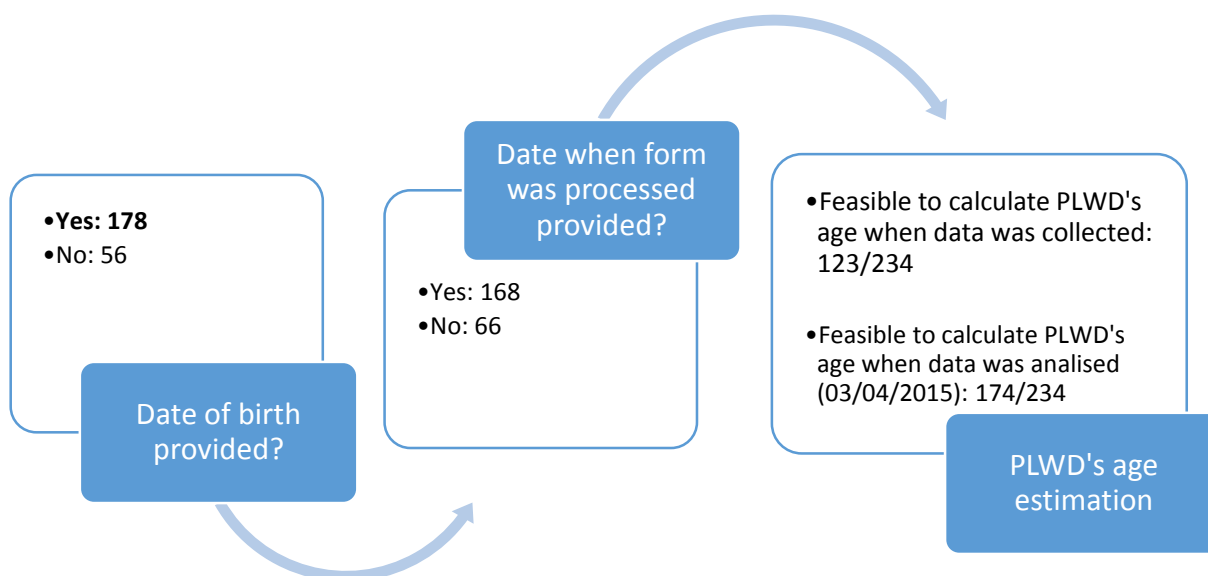 •Yes: 178
•No: 56
Date of birth
provided?
Date when form
was processed
provided?
•Yes: 168
•No: 66
•Feasible to calculate PLWD's
age when data was collected:
123/234
•Feasible to calculate PLWD's
age when data was analised
(03/04/2015): 174/234
PLWD's age
estimation